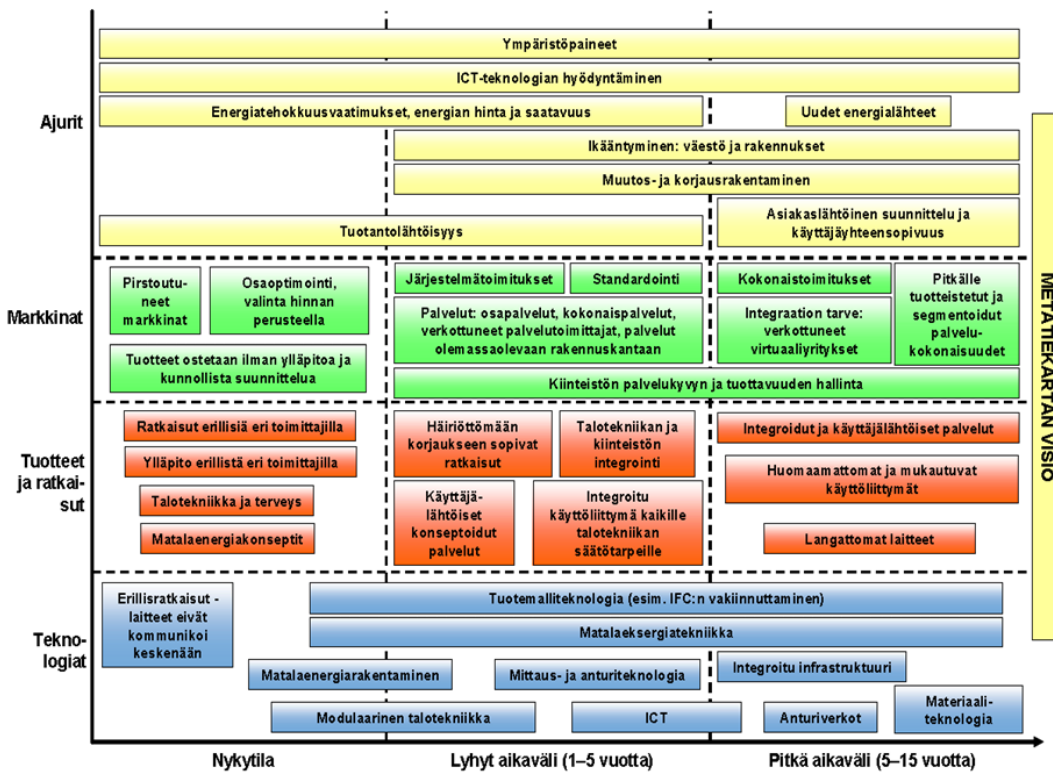 Ympäristöpaineet
ICT-teknologian hyödyntäminen
Energiatehokkuusvaatimukset, energian hinta ja saatavuus
Uudet energialähteet
Ajurit
Ikääntyminen: väestö ja rakennukset
Muutos- ja korjausrakentaminen
Tuotantolähtöisyys
Asiakaslähtöinen suunnittelu ja
käyttäjäyhteensopivuus
Markkinat
Pirstoutu-
neet
markkinat
Osaoptimointi,
valinta hinnan
perusteella
Tuotteet ostetaan ilman ylläpitoa ja
kunnollista suunnittelua
Järjestelmätoimitukset
Standardointi
Palvelut: osapalvelut, kokonaispalvelut,
verkottuneet palvelutoimittajat, palvelut
olemassaolevaan rakennuskantaan
Kokonaistoimitukset
Integraation tarve:
verkottuneet
virtuaaliyritykset
Pitkälle
tuotteistetut ja
segmentoidut
palvelu-
kokonaisuudet
Kiinteistön palvelukyvyn ja tuottavuuden hallinta
Tuotteet
ja ratkai-
sut
Ratkaisut erillisiä eri toimittajilla
Ylläpito erillistä eri toimittajilla
Talotekniikka ja terveys
Matalaenergiakonseptit
Häiriöttömään
korjaukseen sopivat
ratkaisut
Talotekniikan ja
kiinteistön
integrointi
Käyttäjä-
lähtöiset
konseptoidut
palvelut
Integroitu
käyttöliittymä kaikille
talotekniikan
säätötarpeille
Integroidut ja käyttäjälähtöiset palvelut
Huomaamattomat ja mukautuvat
käyttöliittymät
Langattomat laitteet
Tekno-
logiat
Erillisratkaisut -
laitteet eivät
kommunikoi
keskenään
Tuotemalliteknologia (esim. IFC:n vakiinnuttaminen)
Matalaeksergiatekniikka
Matalaenergiarakentaminen
Mittaus- ja anturiteknologia
Integroitu infrastruktuuri
Modulaarinen talotekniikka
ICT
Anturiverkot
Materiaali-
teknologia
METATIEKARTAN VISIO
Nykytila
Lyhyt aikaväli (1–5 vuotta)
Pitkä aikaväli (5–15 vuotta)